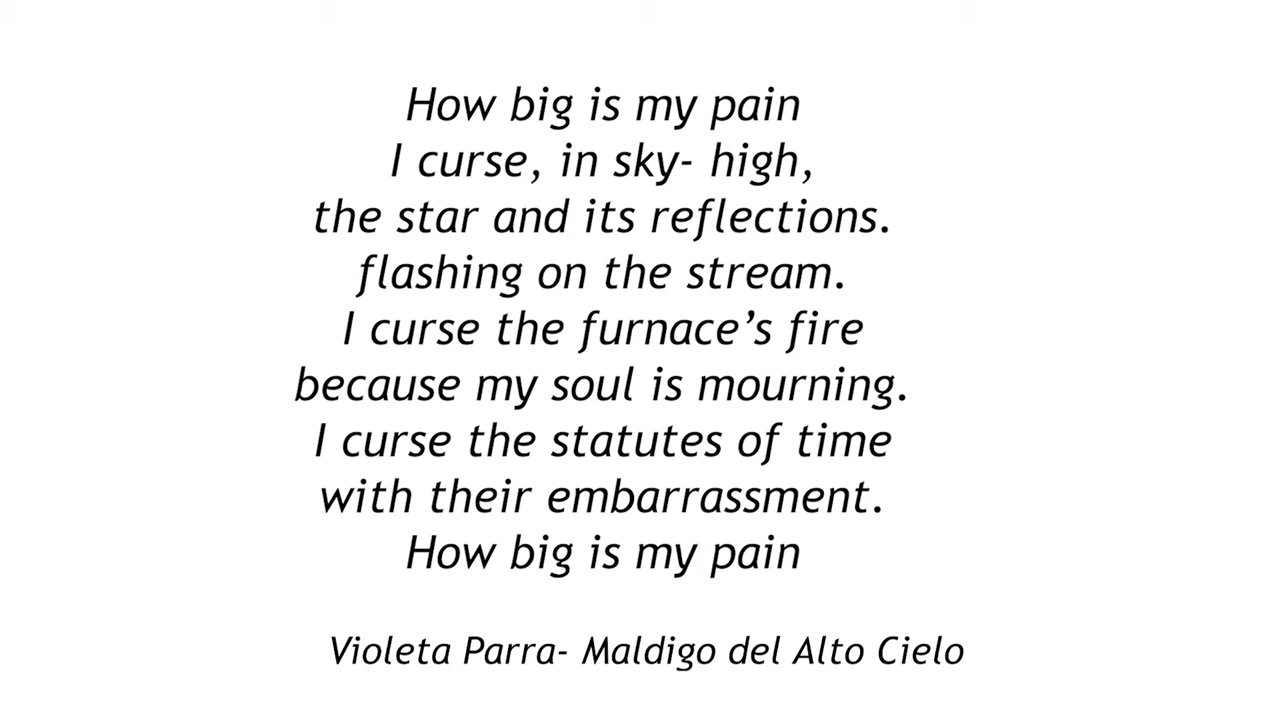 How big is my pain
I curse, in sky- high,
the star and its reflections.
flashing on the stream.
I curse the furnace’s fire
because my soul is mourning.
I curse the statutes of time
with their embarrassment.
How big is my pain
Violeta Parra- Maldigo del Alto Cielo